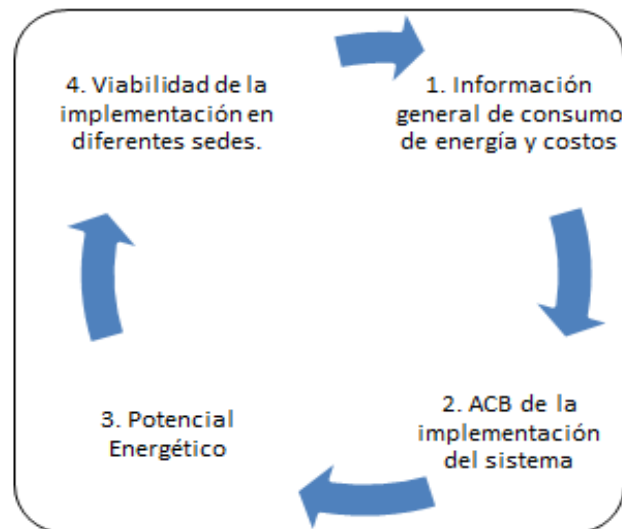 1. Información
general de consumo
de energía y costos
2. ACB de la
implementación
del sistema
3. Potencial
Energético
4. Viabilidad de la
implementación en
diferentes sedes.